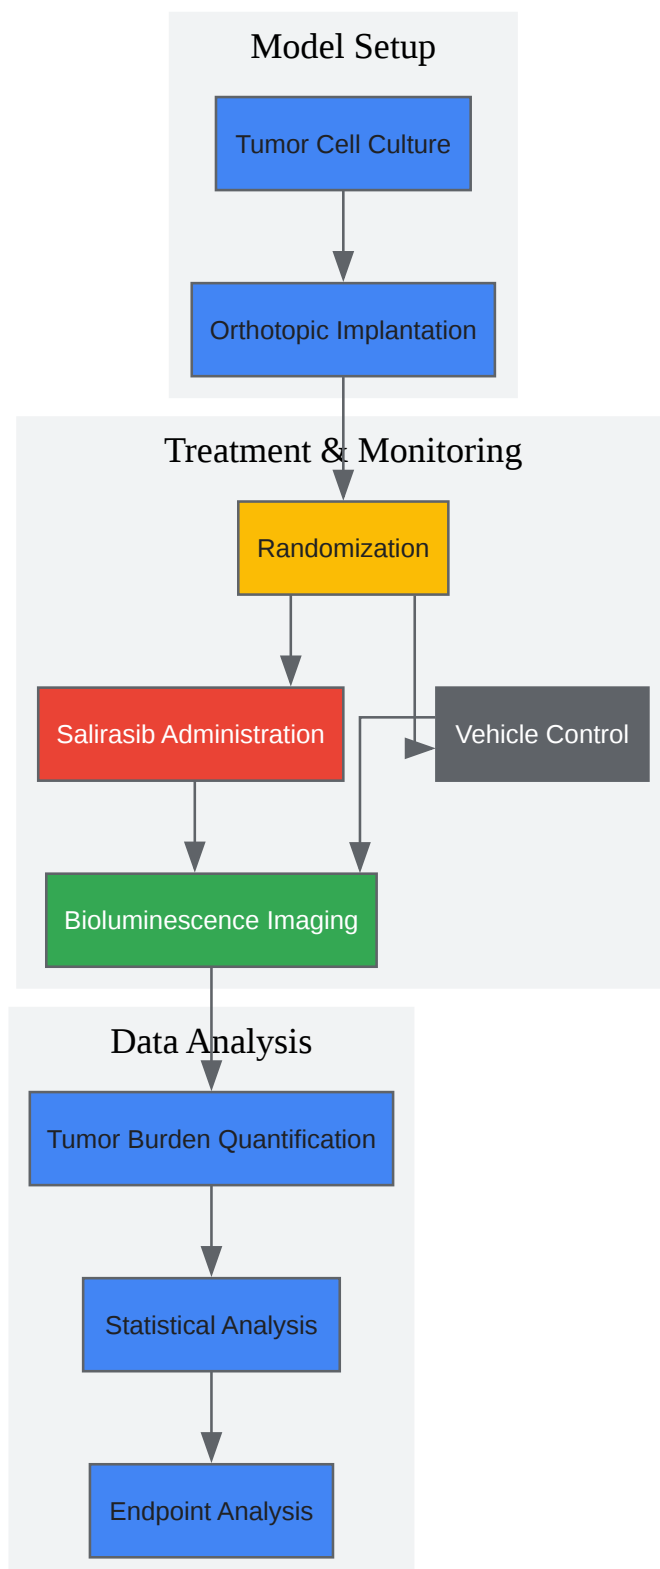 Model Setup
Tumor Cell Culture
Orthotopic Implantation
Treatment & Monitoring
Randomization
Salirasib Administration
Vehicle Control
Bioluminescence Imaging
Data Analysis
Tumor Burden Quantification
Statistical Analysis
Endpoint Analysis